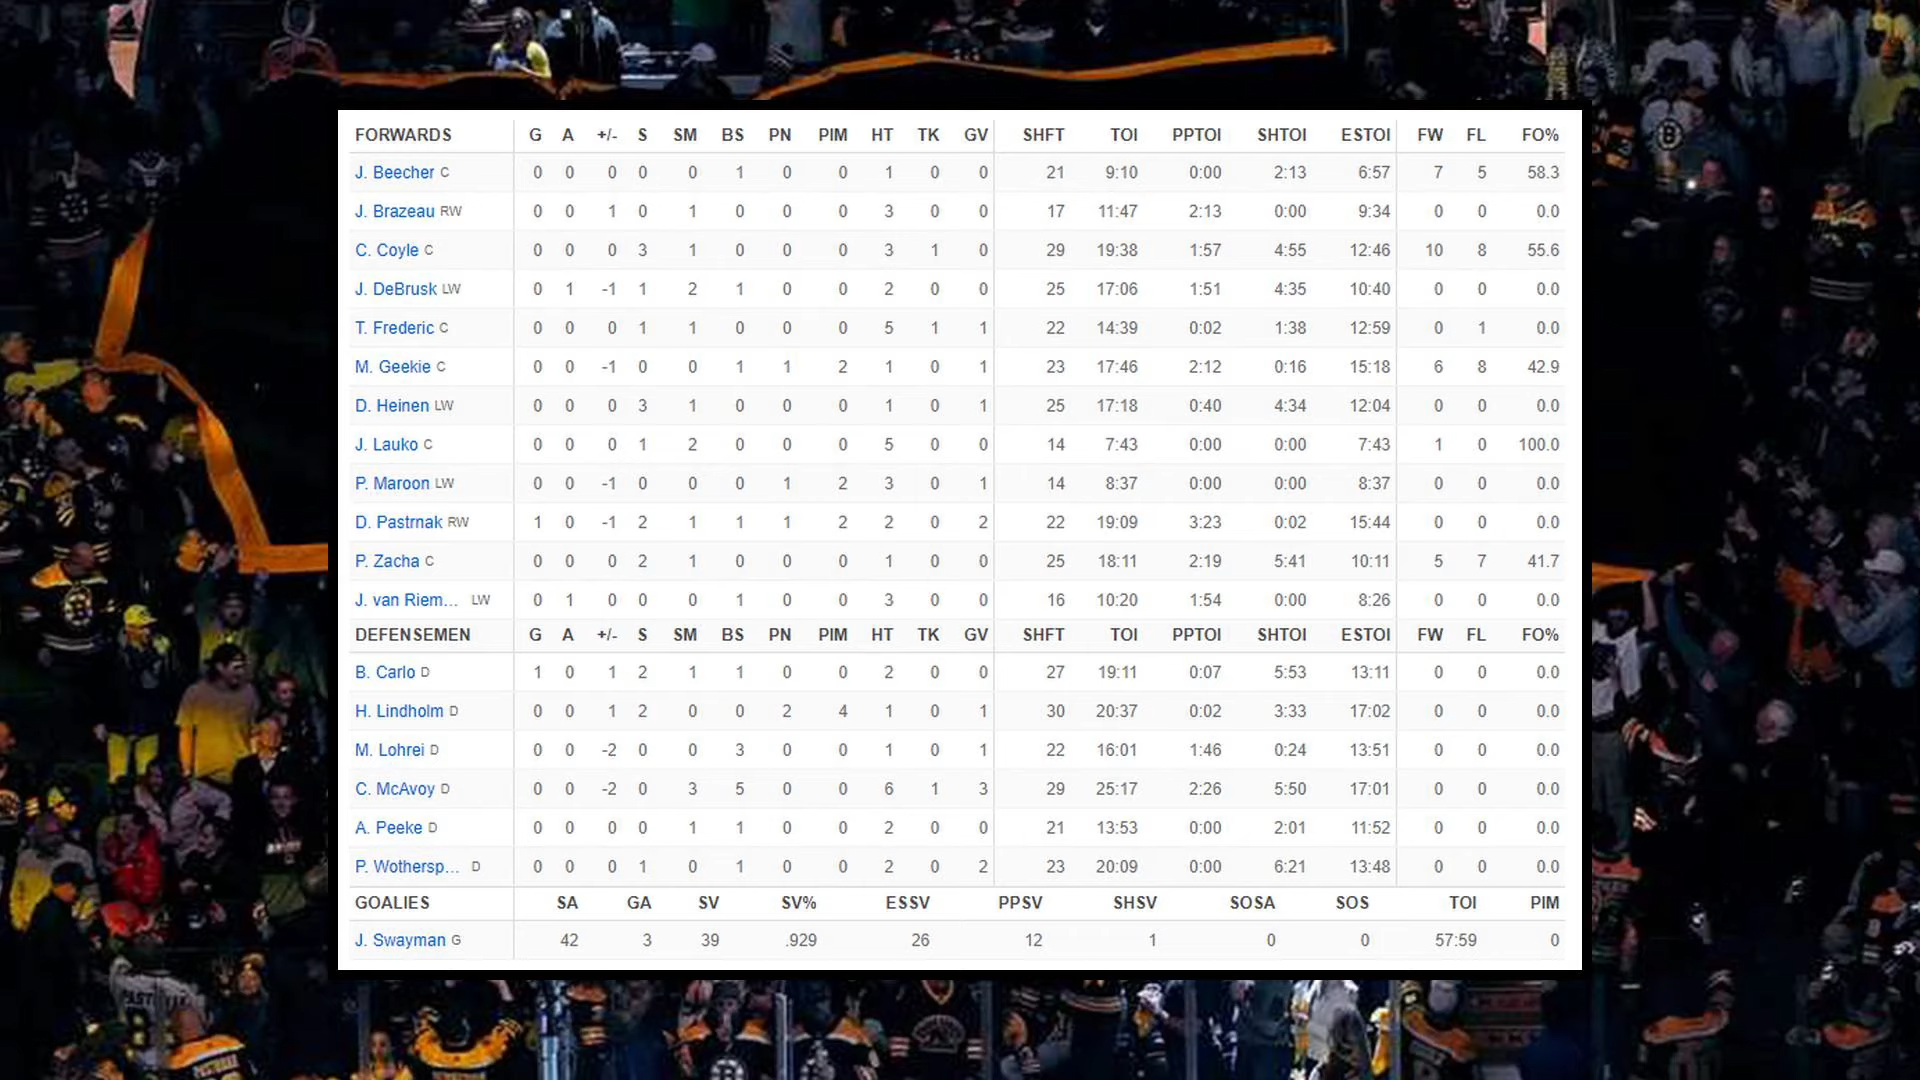 FORWARDS G A +/- S SM BS PN PIM HT TK GV SHFT TOI PPTOI SHTOI ESTOI FW FL FO%
J. Beecher C 0 0 0 0 0 1 0 0 1 0 0 21 9:10 0:00 2:13 6:57 7 5 58.3
J. Brazeau RW 0 0 1 0 1 0 0 0 3 0 0 17 11:47 2:13 0:00 9:34 0 0 0.0
C. Coyle C 0 0 0 3 1 0 0 0 3 1 0 29 19:38 1:57 4:55 12:46 10 8 55.6
J. DeBrusk LW 0 1 -1 1 2 1 0 0 2 0 0 25 17:06 1:51 4:35 10:40 0 0 0.0
T. Frederic C 0 0 0 1 1 0 0 0 5 1 1 22 14:39 0:02 1:38 12:59 0 1 0.0
M. Geekie C 0 0 -1 0 0 1 1 2 1 0 1 23 17:46 2:12 0:16 15:18 6 8 42.9
D. Heinen LW 0 0 0 3 1 0 0 0 1 0 1 25 17:18 0:40 4:34 12:04 0 0 0.0
J. Lauko C 0 0 0 1 2 0 0 0 5 0 0 14 7:43 0:00 0:00 7:43 1 0 100.0
P. Maroon LW 0 0 -1 0 0 0 1 2 3 0 1 14 8:37 0:00 0:00 8:37 0 0 0.0
D. Pastrnak RW 1 0 -1 2 1 1 1 2 2 0 2 22 19:09 3:23 0:02 15:44 0 0 0.0
P. Zacha C 0 0 0 2 1 0 0 0 1 0 0 25 18:11 2:19 5:41 10:11 5 7 41.7
J. van Riem... LW 0 1 0 0 0 1 0 0 3 0 0 16 10:20 1:54 0:00 8:26 0 0 0.0
DEFENSEMEN G A +/- S SM BS PN PIM HT TK GV SHFT TOI PPTOI SHTOI ESTOI FW FL FO%
B. Carlo D 1 0 1 2 1 1 0 0 2 0 0 27 19:11 0:07 5:53 13:11 0 0 0.0
H. Lindholm D 0 0 1 2 0 0 2 4 1 0 1 30 20:37 0:02 3:33 17:02 0 0 0.0
M. Lohrei D 0 0 -2 0 0 3 0 0 1 0 1 22 16:01 1:46 0:24 13:51 0 0 0.0
C. McAvoy D 0 0 -2 0 3 5 0 0 6 1 3 29 25:17 2:26 5:50 17:01 0 0 0.0
A. Peeke D 0 0 0 0 1 1 0 0 2 0 0 21 13:53 0:00 2:01 11:52 0 0 0.0
P. Wothersp... D 0 0 0 1 0 1 0 0 2 0 2 23 20:09 0:00 6:21 13:48 0 0 0.0
GOALIES SA GA SV SV% ESSV PPSV SHSV SOSA SOS TOI PIM
J. Swayman G 42 3 39 .929 26 12 1 0 0 57:59 0